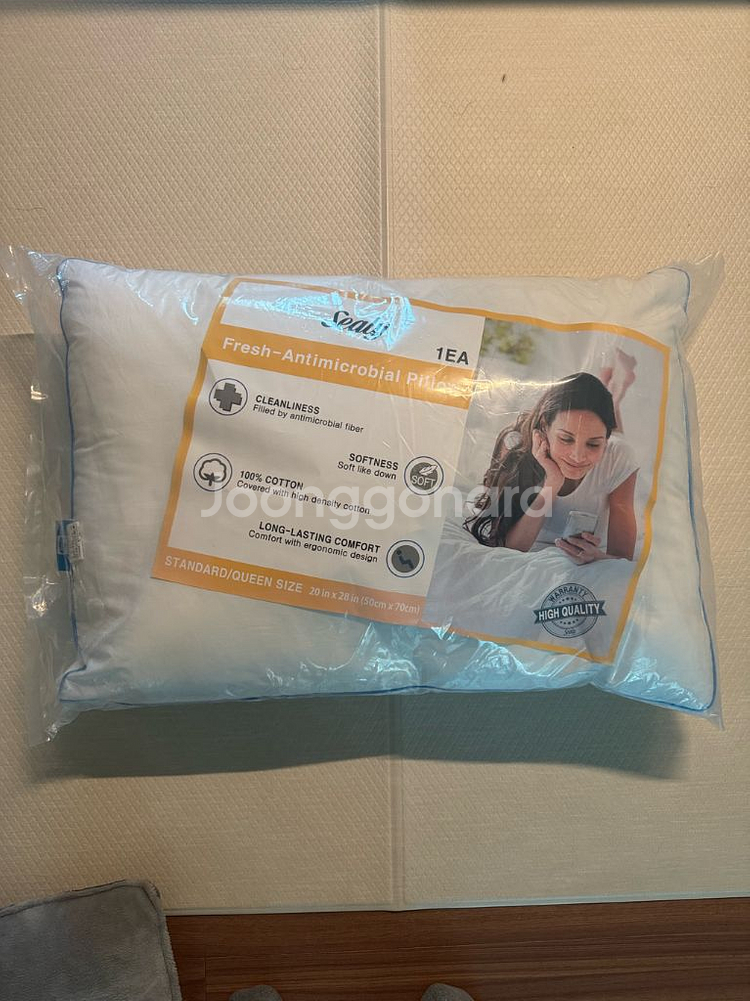 Sealy
1EA
Fresh-Antimicrobial Pillow
CLEANLINESS
Filled by antimicrobial fiber
SOFTNESS
Soft like down
SOFT
100% COTTON
Covered with high density cotton
Joonggonara
LONG-LASTING COMFORT
Comfort with ergonomic design
STANDARD/QUEEN SIZE 20 in x 28 in (50cm x 70cm)
WARRANTY
HIGH QUALITY
Sealy